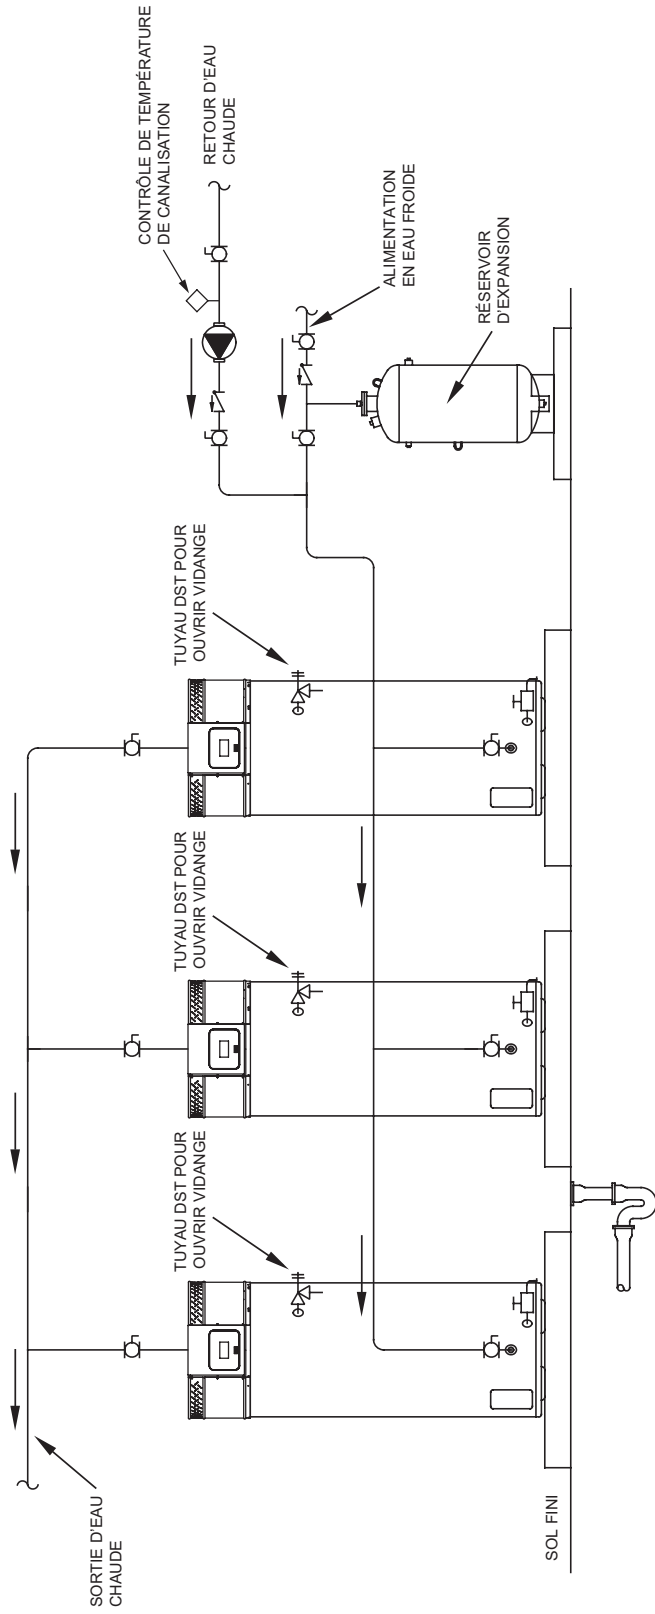 SORTIE D'EAU
CHAUDE
TUYAU DST POUR
OUVRIR VIDANGE
TUYAU DST POUR
OUVRIR VIDANGE
TUYAU DST POUR
OUVRIR VIDANGE
CONTRÔLE DE TEMPÉRATURE
DE CANALISATION
RETOUR D'EAU
CHAUDE
ALIMENTATION
EN EAU FROIDE
RÉSERVOIR
D'EXPANSION
SOL FINI